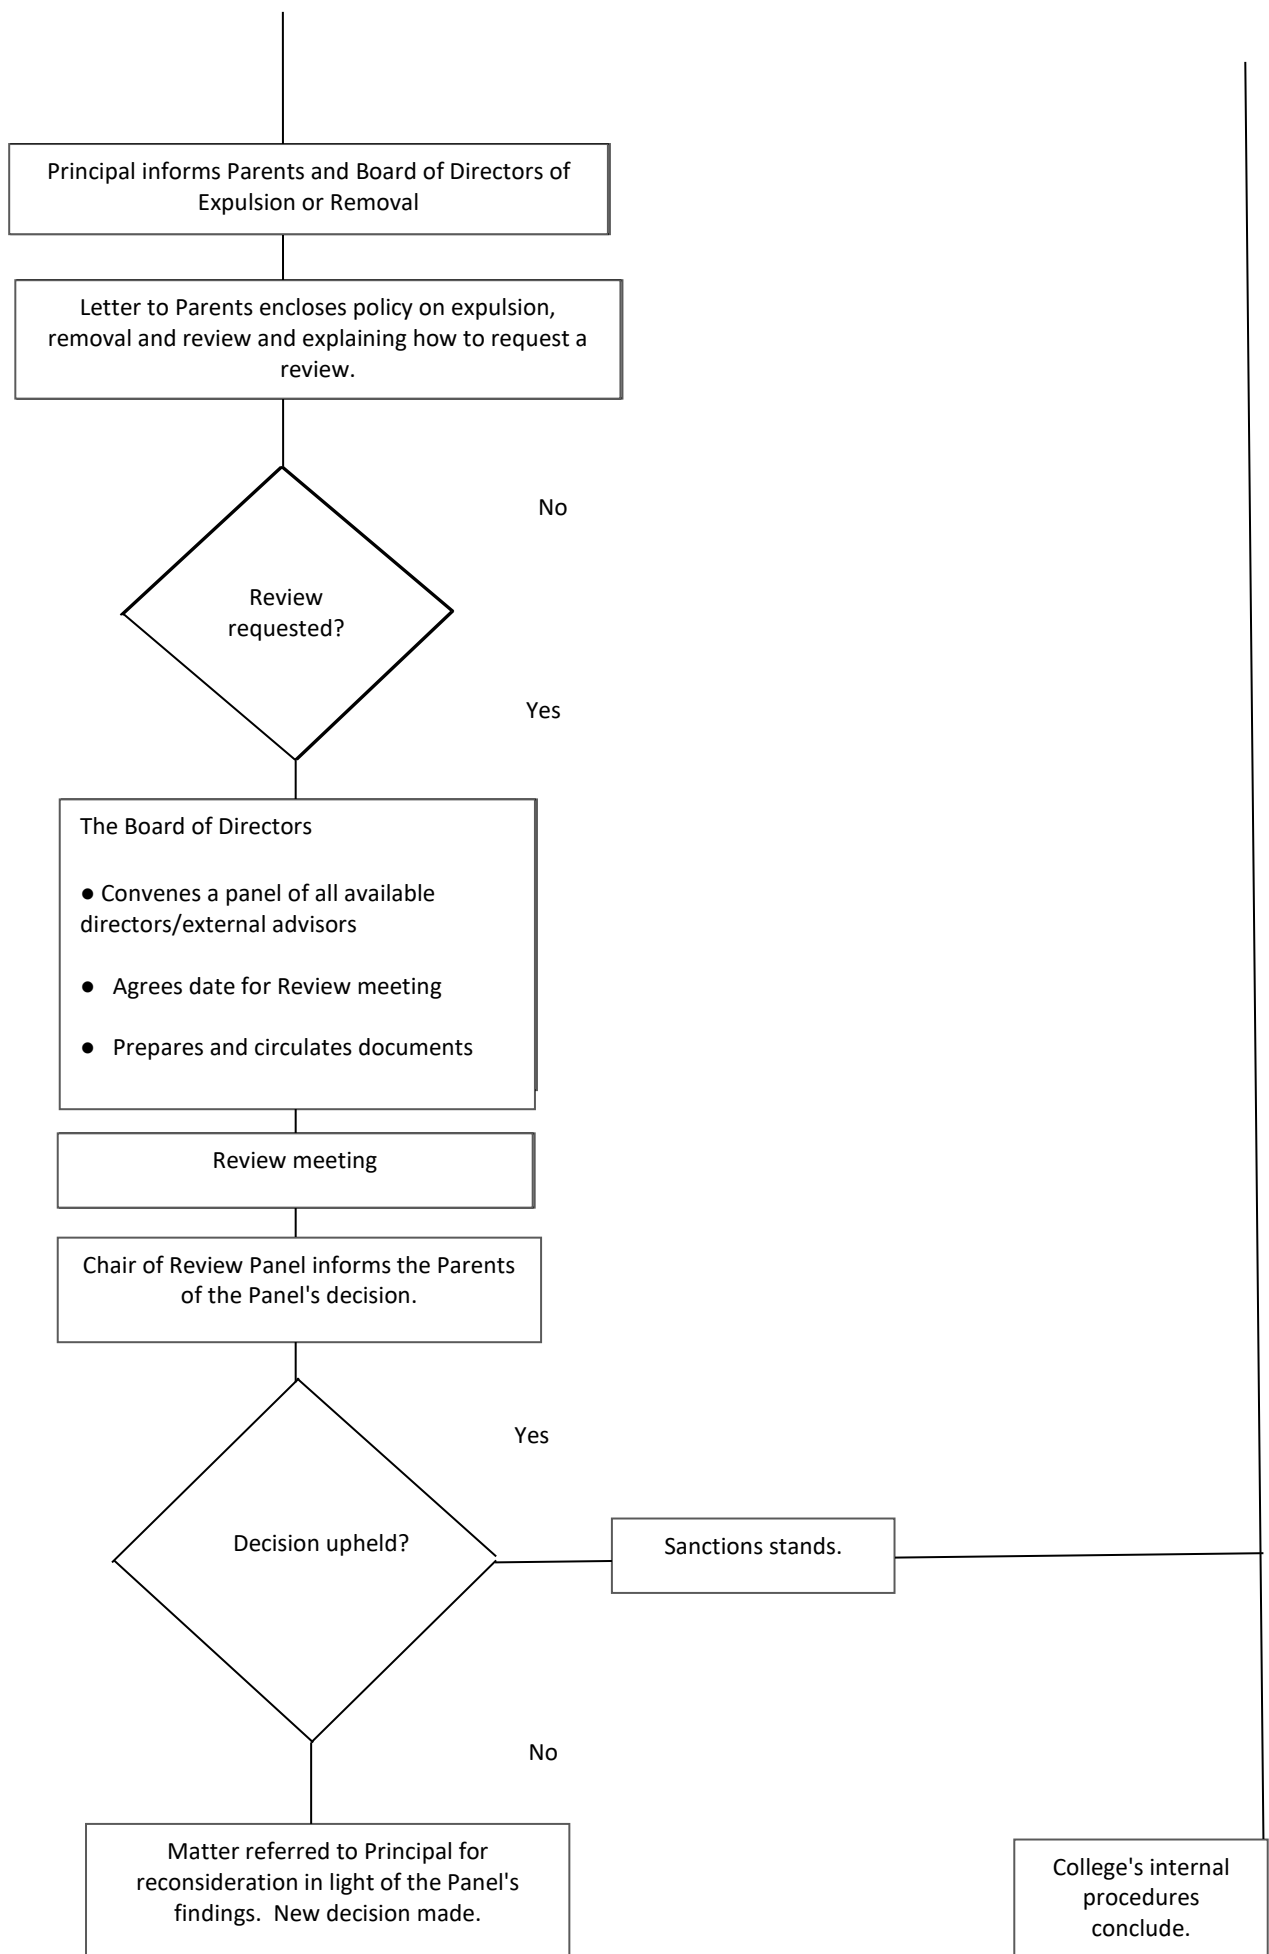 Principal informs Parents and Board of Directors of
Expulsion or Removal
Letter to Parents encloses policy on expulsion,
removal and review and explaining how to request a
review.
No
Review
requested?
Yes
The Board of Directors
● Convenes a panel of all available
directors/external advisors
● Agrees date for Review meeting
● Prepares and circulates documents
Review meeting
Chair of Review Panel informs the Parents
of the Panel's decision.
Yes
Decision upheld?
Sanctions stands.
No
Matter referred to Principal for
reconsideration in light of the Panel's
findings.  New decision made.
College's internal
procedures
conclude.